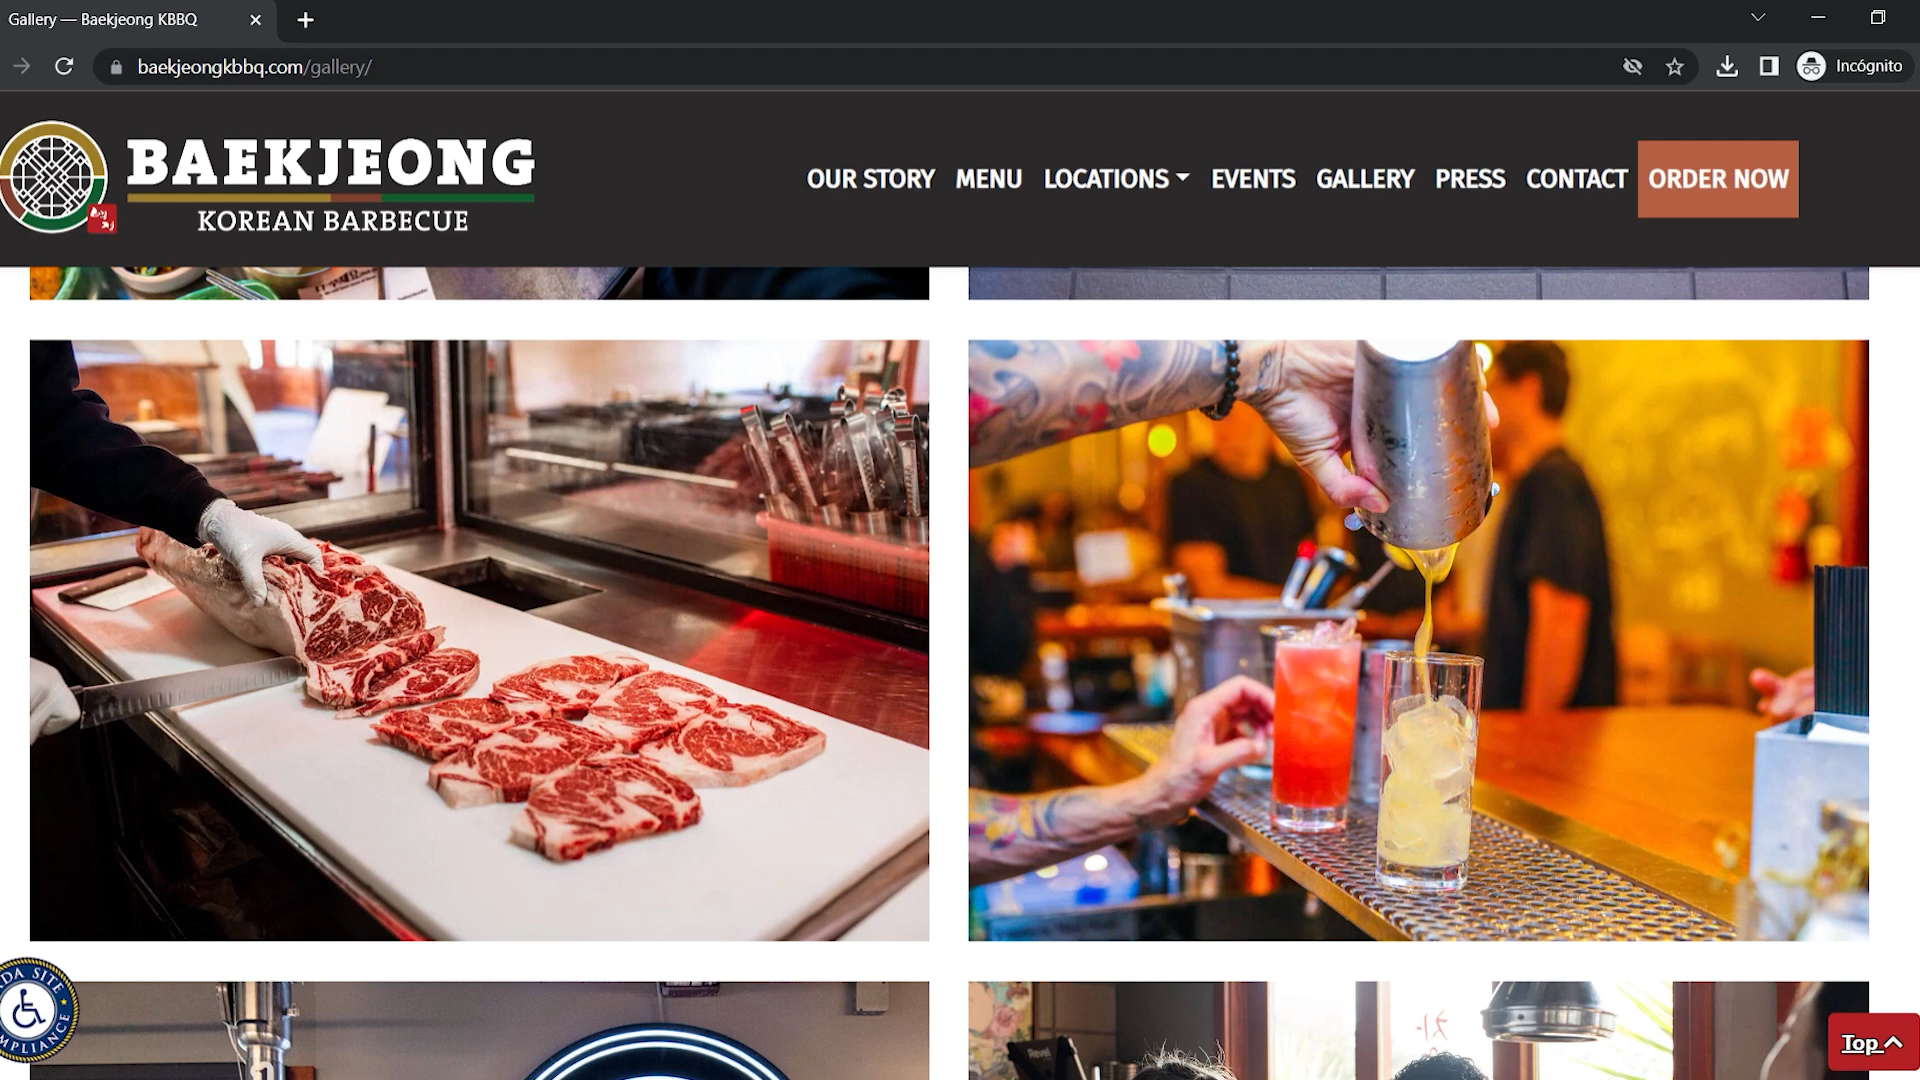 Gallery — Baekjeong KBBQ
baekjeongkbbq.com/gallery/
Incógnito
BAEKJEONG
KOREAN BARBECUE
OUR STORY MENU LOCATIONS EVENTS GALLERY PRESS CONTACT ORDER NOW
Revel
Top